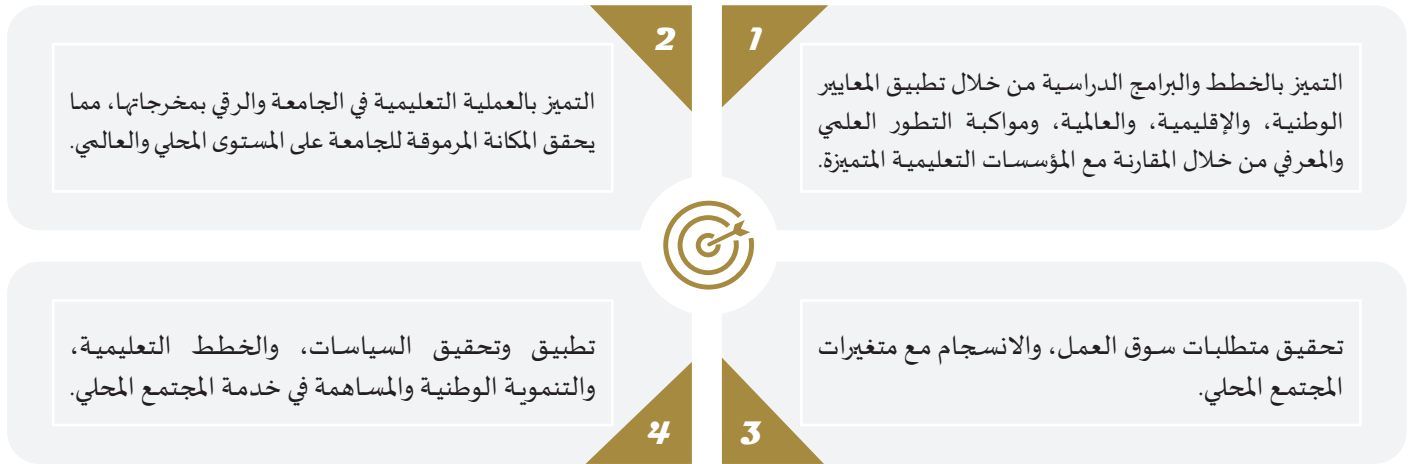 1
التميز بالخطط والبرامج الدراسية من خلال تطبيق المعايير
الوطنية، والإقليمية، والعالمية، ومواكبة التطور العلمي
والمعرفي من خلال المقارنة مع المؤسسات التعليمية المتميزة.
2
التميز بالعملية التعليمية في الجامعة والرقي بمخرجاتها، مما
يحقق المكانة المرموقة للجامعة على المستوى المحلي والعالمي.
3
تحقيق متطلبات سوق العمل، والانسجام مع متغيرات
المجتمع المحلي.
4
تطبيق وتحقيق السياسات، والخطط التعليمية،
والتنموية الوطنية والمساهمة في خدمة المجتمع المحلي.